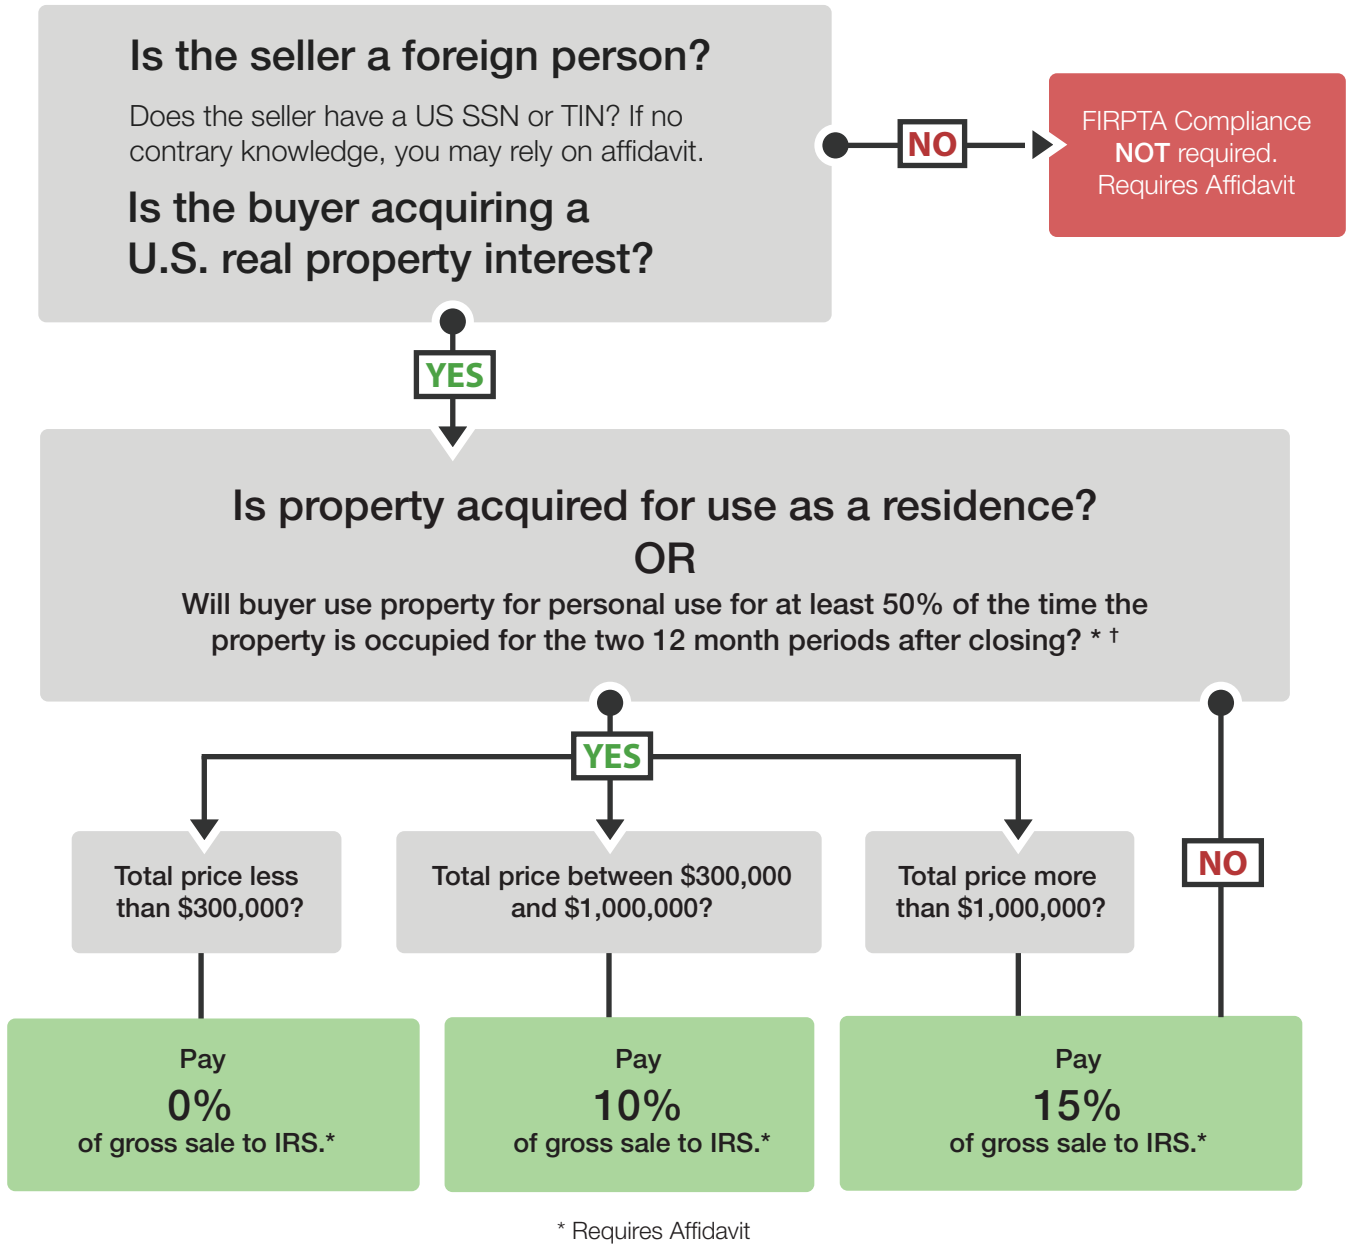 Is the seller a foreign person?
Does the seller have a US SSN or TIN? If no
contrary knowledge, you may rely on affidavit.
Is the buyer acquiring a
U.S. real property interest?
NO
FIRPTA Compliance
NOT required.
Requires Affidavit
YES
Is property acquired for use as a residence?
OR
Will buyer use property for personal use for at least 50% of the time the
property is occupied for the two 12 month periods after closing? * †
YES
NO
Total price less
than $300,000?
Total price between $300,000
and $1,000,000?
Total price more
than $1,000,000?
Pay
0%
of gross sale to IRS.*
Pay
10%
of gross sale to IRS.*
Pay
15%
of gross sale to IRS.*
* Requires Affidavit